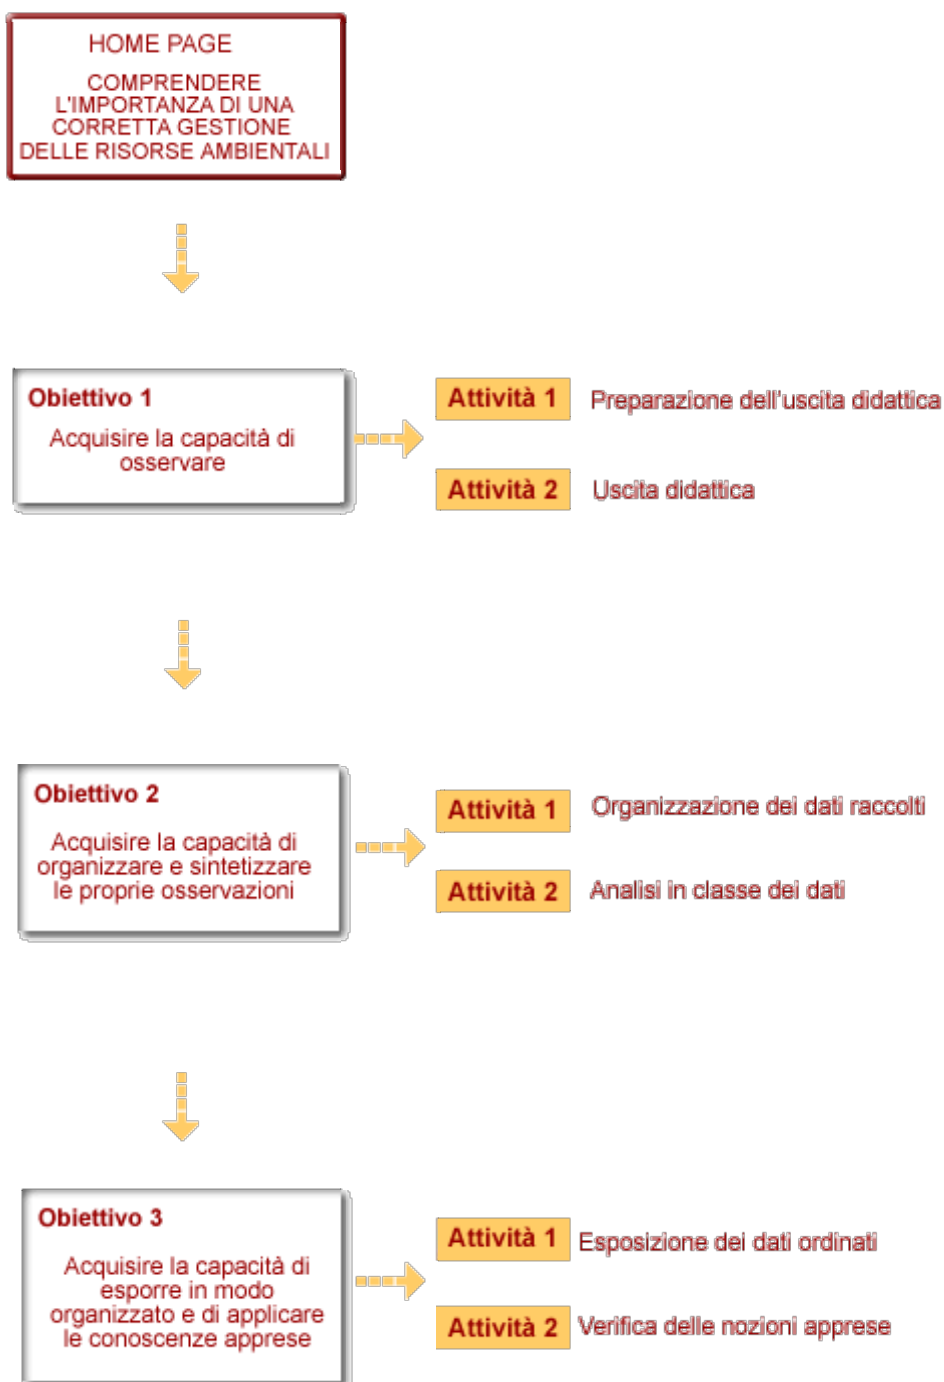 HOME PAGE
COMPRENDERE
L'IMPORTANZA DI UNA
CORRETTA GESTIONE
DELLE RISORSE AMBIENTALI
Obiettivo 1
Acquisire la capacità di
osservare
Attività 1
Preparazione dell'uscita didattica
Attività 2
Uscita didattica
Obiettivo 2
Acquisire la capacità di
organizzare e sintetizzare
le proprie osservazioni
Attività 1
Organizzazione dei dati raccolti
Attività 2
Analisi in classe dei dati
Obiettivo 3
Acquisire la capacità di
esporre in modo
organizzato e di applicare
le conoscenze apprese
Attività 1
Esposizione dei dati ordinati
Attività 2
Verifica delle nozioni apprese